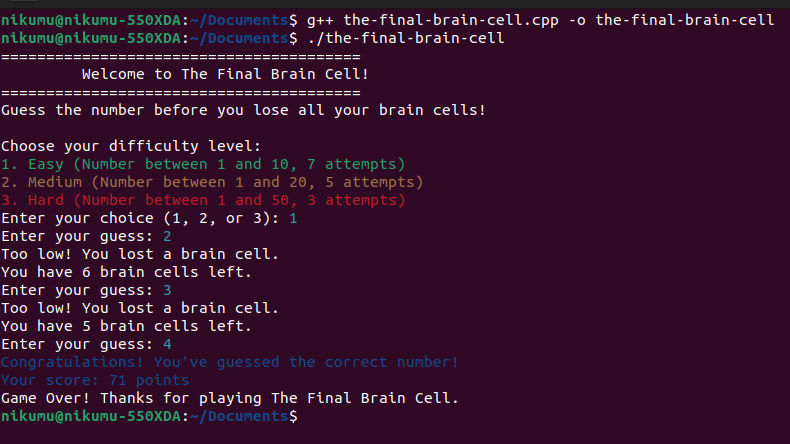 nikumu@nikumu-550XDA:~/Documents$ g++ the-final-brain-cell.cpp -o the-final-brain-cell
nikumu@nikumu-550XDA:~/Documents$ ./the-final-brain-cell
========================================
         Welcome to The Final Brain Cell!
========================================
Guess the number before you lose all your brain cells!

Choose your difficulty level:
1. Easy (Number between 1 and 10, 7 attempts)
2. Medium (Number between 1 and 20, 5 attempts)
3. Hard (Number between 1 and 50, 3 attempts)
Enter your choice (1, 2, or 3): 1
Enter your guess: 2
Too low! You lost a brain cell.
You have 6 brain cells left.
Enter your guess: 3
Too low! You lost a brain cell.
You have 5 brain cells left.
Enter your guess: 4
Congratulations! You've guessed the correct number!
Your score: 71 points
Game Over! Thanks for playing The Final Brain Cell.
nikumu@nikumu-550XDA:~/Documents$